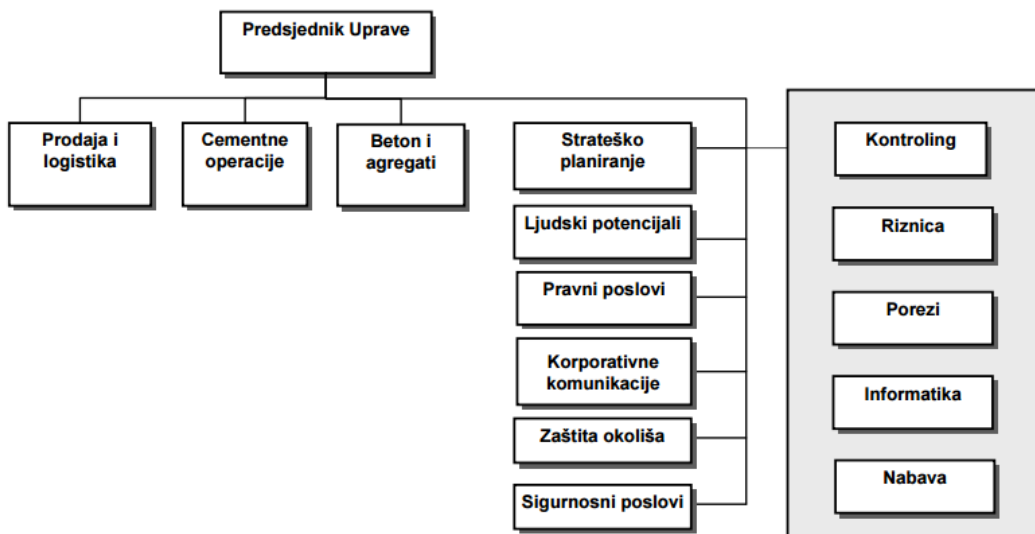 Predsjednik Uprave
Prodaja i
logistika
Cementne
operacije
Beton i
agregati
Strateško
planiranje
Ljudski potencijali
Pravni poslovi
Korporativne
komunikacije
Zaštita okoliša
Sigurnosni poslovi
Kontroling
Riznica
Porezi
Informatika
Nabava